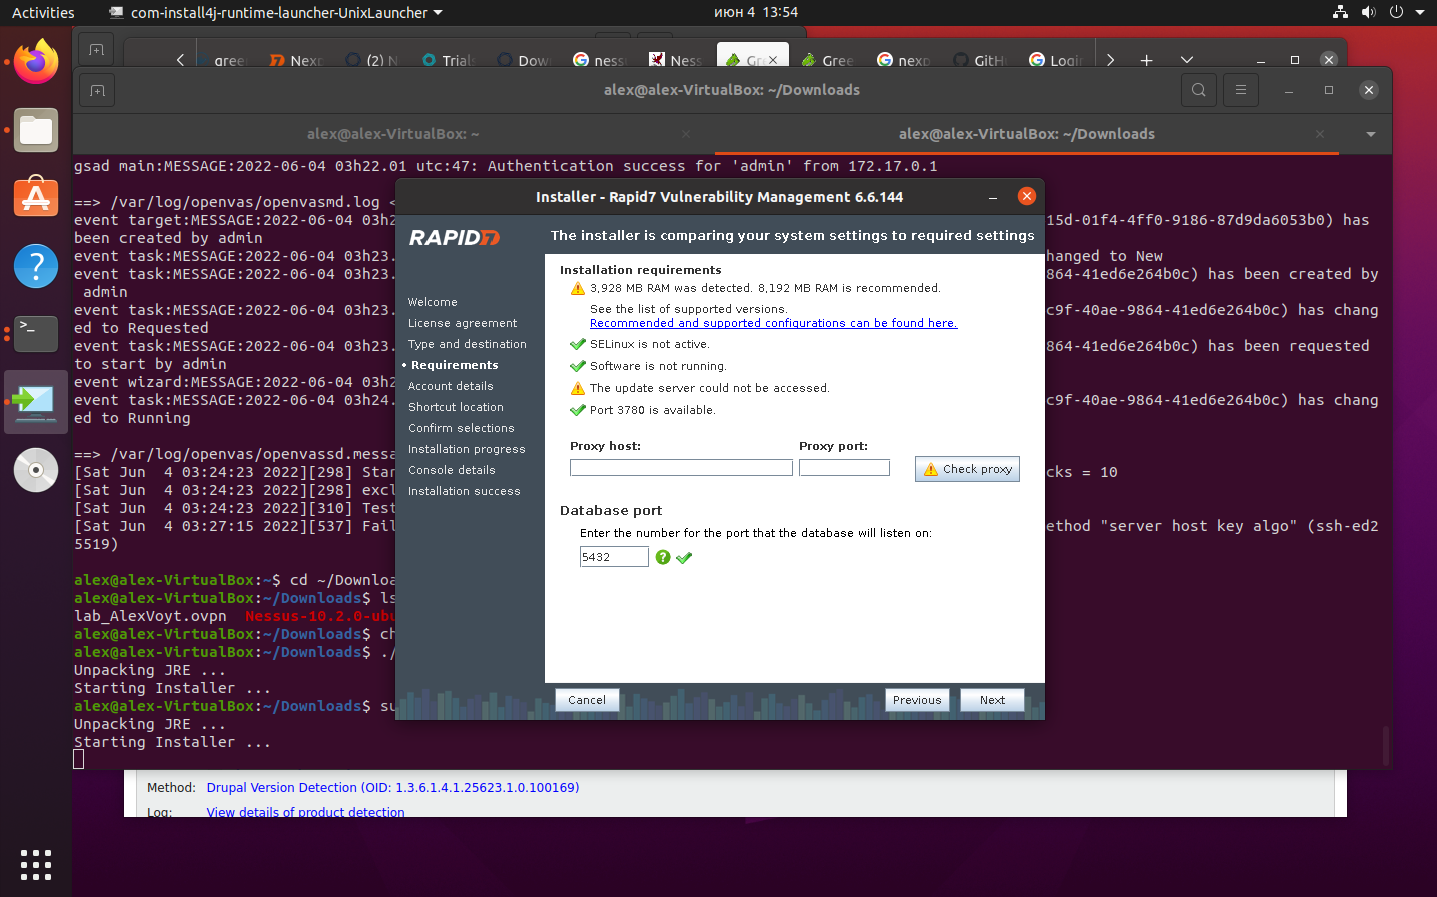 Activities
com-install4j-runtime-launcher-UnixLauncher
июн 4 13:54
gree
Nexp
(2) N
Trials
Dow
ness
Ness
Gre
Gree
nexp
GitH
Login
alex@alex-VirtualBox: ~/Downloads
alex@alex-VirtualBox: ~
alex@alex-VirtualBox: ~/Downloads
gsad main:MESSAGE:2022-06-04 03h22.01 utc:47: Authentication success for 'admin' from 172.17.0.1
==> /var/log/openvas/openvasmd.log <
event target:MESSAGE:2022-06-04 03h2 15d-01f4-4ff0-9186-87d9da6053b0) has
been created by admin
event task:MESSAGE:2022-06-04 03h23. hanged to New
event task:MESSAGE:2022-06-04 03h23. 864-41ed6e264b0c) has been created by
admin
event task:MESSAGE:2022-06-04 03h23. c9f-40ae-9864-41ed6e264b0c) has chang
ed to Requested
event task:MESSAGE:2022-06-04 03h23. 864-41ed6e264b0c) has been requested
to start by admin
event wizard:MESSAGE:2022-06-04 03h2
event task:MESSAGE:2022-06-04 03h24. c9f-40ae-9864-41ed6e264b0c) has chang
ed to Running
==> /var/log/openvas/openvassd.messa
[Sat Jun  4 03:24:23 2022][298] Star cks = 10
[Sat Jun  4 03:24:23 2022][298] excl
[Sat Jun  4 03:24:23 2022][310] Test
[Sat Jun  4 03:27:15 2022][537] Fail ethod "server host key algo" (ssh-ed2
5519)
alex@alex-VirtualBox:~$ cd ~/Downloa
alex@alex-VirtualBox:~/Downloads$ ls
lab_AlexVoyt.ovpn  Nessus-10.2.0-ubu
alex@alex-VirtualBox:~/Downloads$ ch
alex@alex-VirtualBox:~/Downloads$ ./
Unpacking JRE ...
Starting Installer ...
alex@alex-VirtualBox:~/Downloads$ su
Unpacking JRE ...
Starting Installer ...
Installer - Rapid7 Vulnerability Management 6.6.144
RAPID7
The installer is comparing your system settings to required settings
Welcome
License agreement
Type and destination
Requirements
Account details
Shortcut location
Confirm selections
Installation progress
Console details
Installation success
Installation requirements
3,928 MB RAM was detected. 8,192 MB RAM is recommended.
See the list of supported versions.
Recommended and supported configurations can be found here.
SELinux is not active.
Software is not running.
The update server could not be accessed.
Port 3780 is available.
Proxy host:
Proxy port:
Check proxy
Database port
Enter the number for the port that the database will listen on:
5432
Cancel
Previous
Next
Method: Drupal Version Detection (OID: 1.3.6.1.4.1.25623.1.0.100169)
Log: View details of product detection